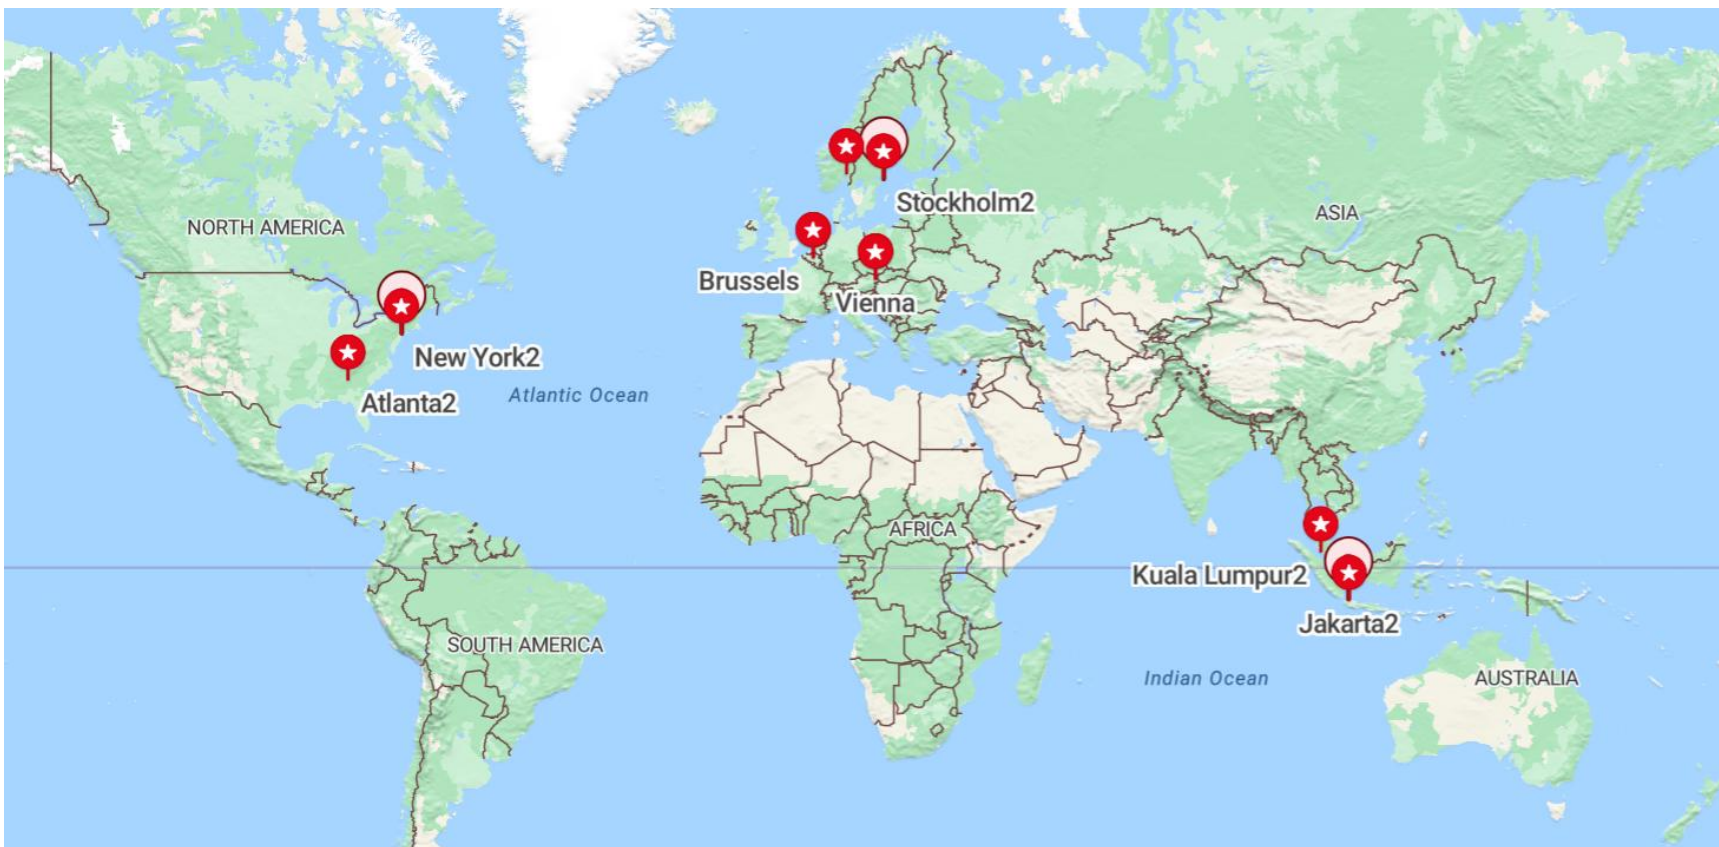 Stockholm2
ASIA
NORTH AMERICA
Brussels
Vienna
New York2
Atlantic Ocean
Atlanta2
AFRICA
Kuala Lumpur2
Jakarta2
SOUTH AMERICA
Indian Ocean
AUSTRALIA